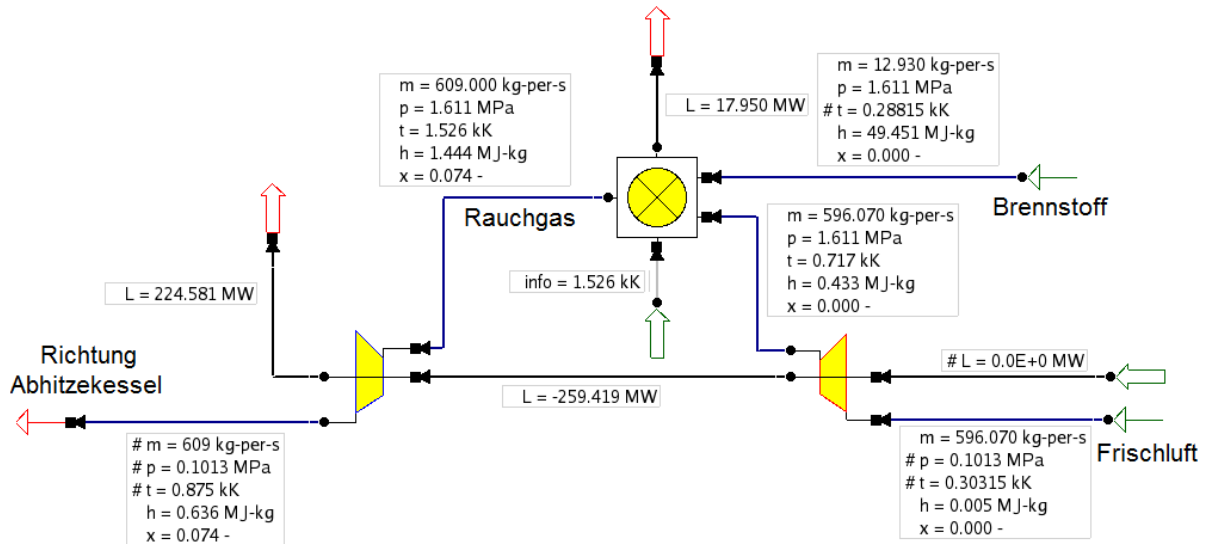 m = 609.000 kg-per-s
p = 1.611 MPa
t = 1.526 kK
h = 1.444 MJ-kg
x = 0.074 -
L = 17.950 MW
m = 12.930 kg-per-s
p = 1.611 MPa
# t = 0.28815 kK
h = 49.451 MJ-kg
x = 0.000 -
Rauchgas
Brennstoff
m = 596.070 kg-per-s
p = 1.611 MPa
t = 0.717 kK
h = 0.433 MJ-kg
x = 0.000 -
info = 1.526 kK
L = 224.581 MW
Richtung
Abhitzekessel
# L = 0.0E+0 MW
L = -259.419 MW
# m = 609 kg-per-s
# p = 0.1013 MPa
# t = 0.875 kK
h = 0.636 MJ-kg
x = 0.074 -
m = 596.070 kg-per-s
# p = 0.1013 MPa
# t = 0.30315 kK
h = 0.005 MJ-kg
x = 0.000 -
Frischluft